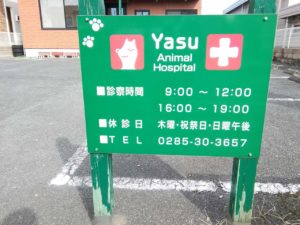 Yasu
Animal
Hospital
■診察時間 9:00 ～ 12:00
16:00 ～ 19:00
■休診日 木曜・祝祭日・日曜午後
■TEL 0285-30-3657